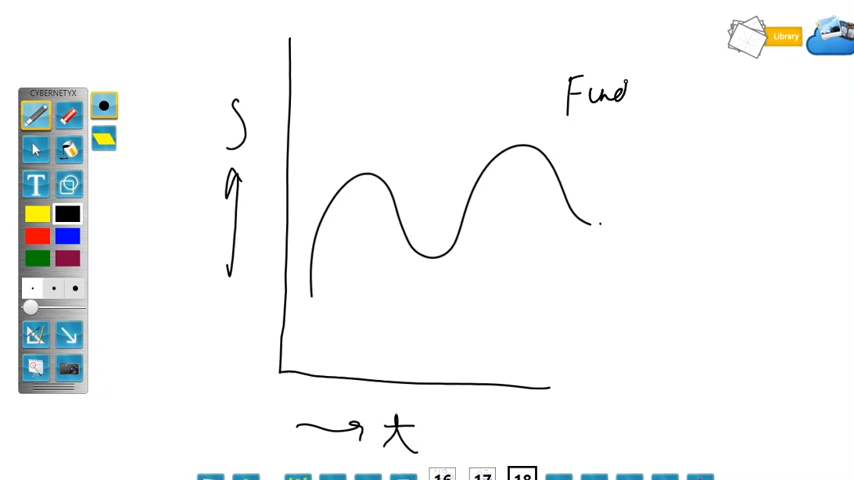 Library
CYBERNETYX
Fund
S
T
t
16 17 18